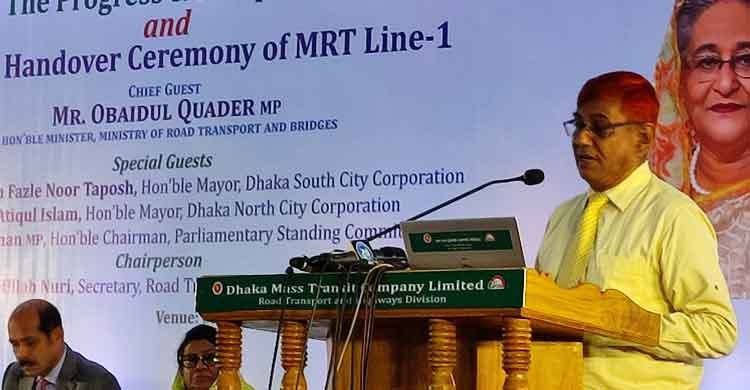 The Progress
and
Handover Ceremony of MRT Line-1
CHIEF GUEST
MR. OBAIDUL QUADER MP
HON'BLE MINISTER, MINISTRY OF ROAD TRANSPORT AND BRIDGES
Special Guests
Fazle Noor Taposh, Hon'ble Mayor, Dhaka South City Corporation
Atiqul Islam, Hon'ble Mayor, Dhaka North City Corporation
MP, Hon'ble Chairman, Parliamentary Standing
Chairperson
Nuri, Secretary, Road
Venue:
Dhaka Mass Transit Company Limited
Road Transport and Highways Division